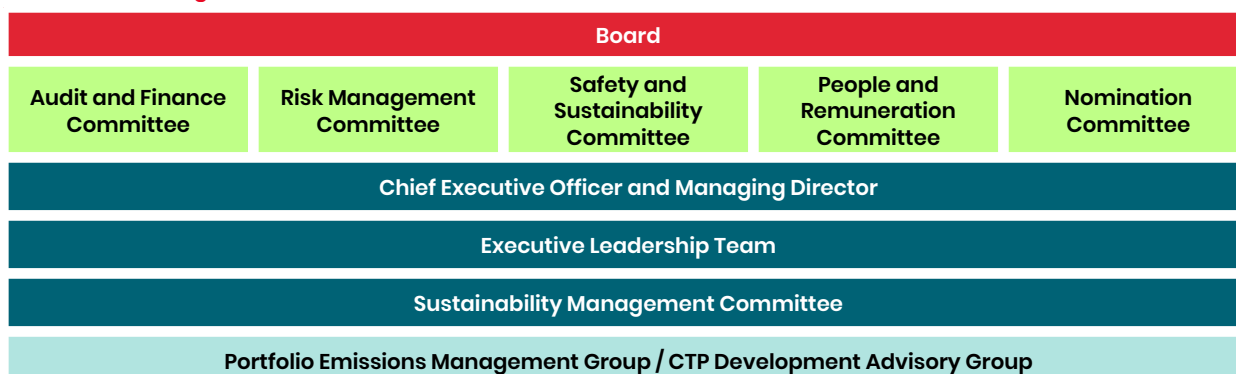 Board
Audit and Finance
Committee
Risk Management
Committee
Safety and
Sustainability
Committee
People and
Remuneration
Committee
Nomination
Committee
Chief Executive Officer and Managing Director
Executive Leadership Team
Sustainability Management Committee
Portfolio Emissions Management Group / CTP Development Advisory Group